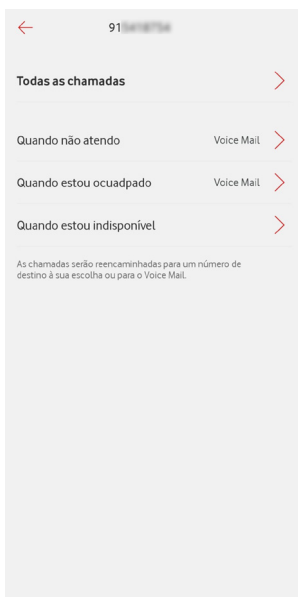 91
Todas as chamadas
Quando não atendo Voice Mail
Quando estou ocuadpado Voice Mail
Quando estou indisponível
As chamadas serão reencaminhadas para um número de
destino à sua escolha ou para o Voice Mail.